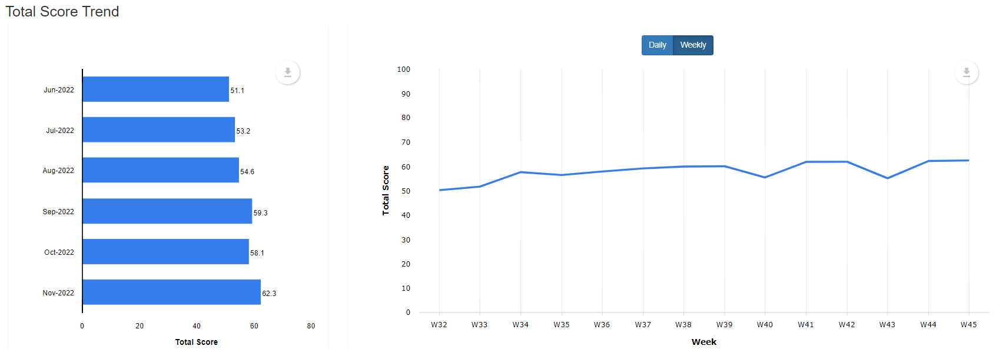 Total Score Trend
Jun-2022 51.1
Jul-2022 53.2
Aug-2022 54.6
Sep-2022 59.3
Oct-2022 58.1
Nov-2022 62.3
0 20 40 60 80
Total Score
Daily Weekly
100
90
80
70
60
50
40
30
20
10
0
Total Score
W32 W33 W34 W35 W36 W37 W38 W39 W40 W41 W42 W43 W44 W45
Week